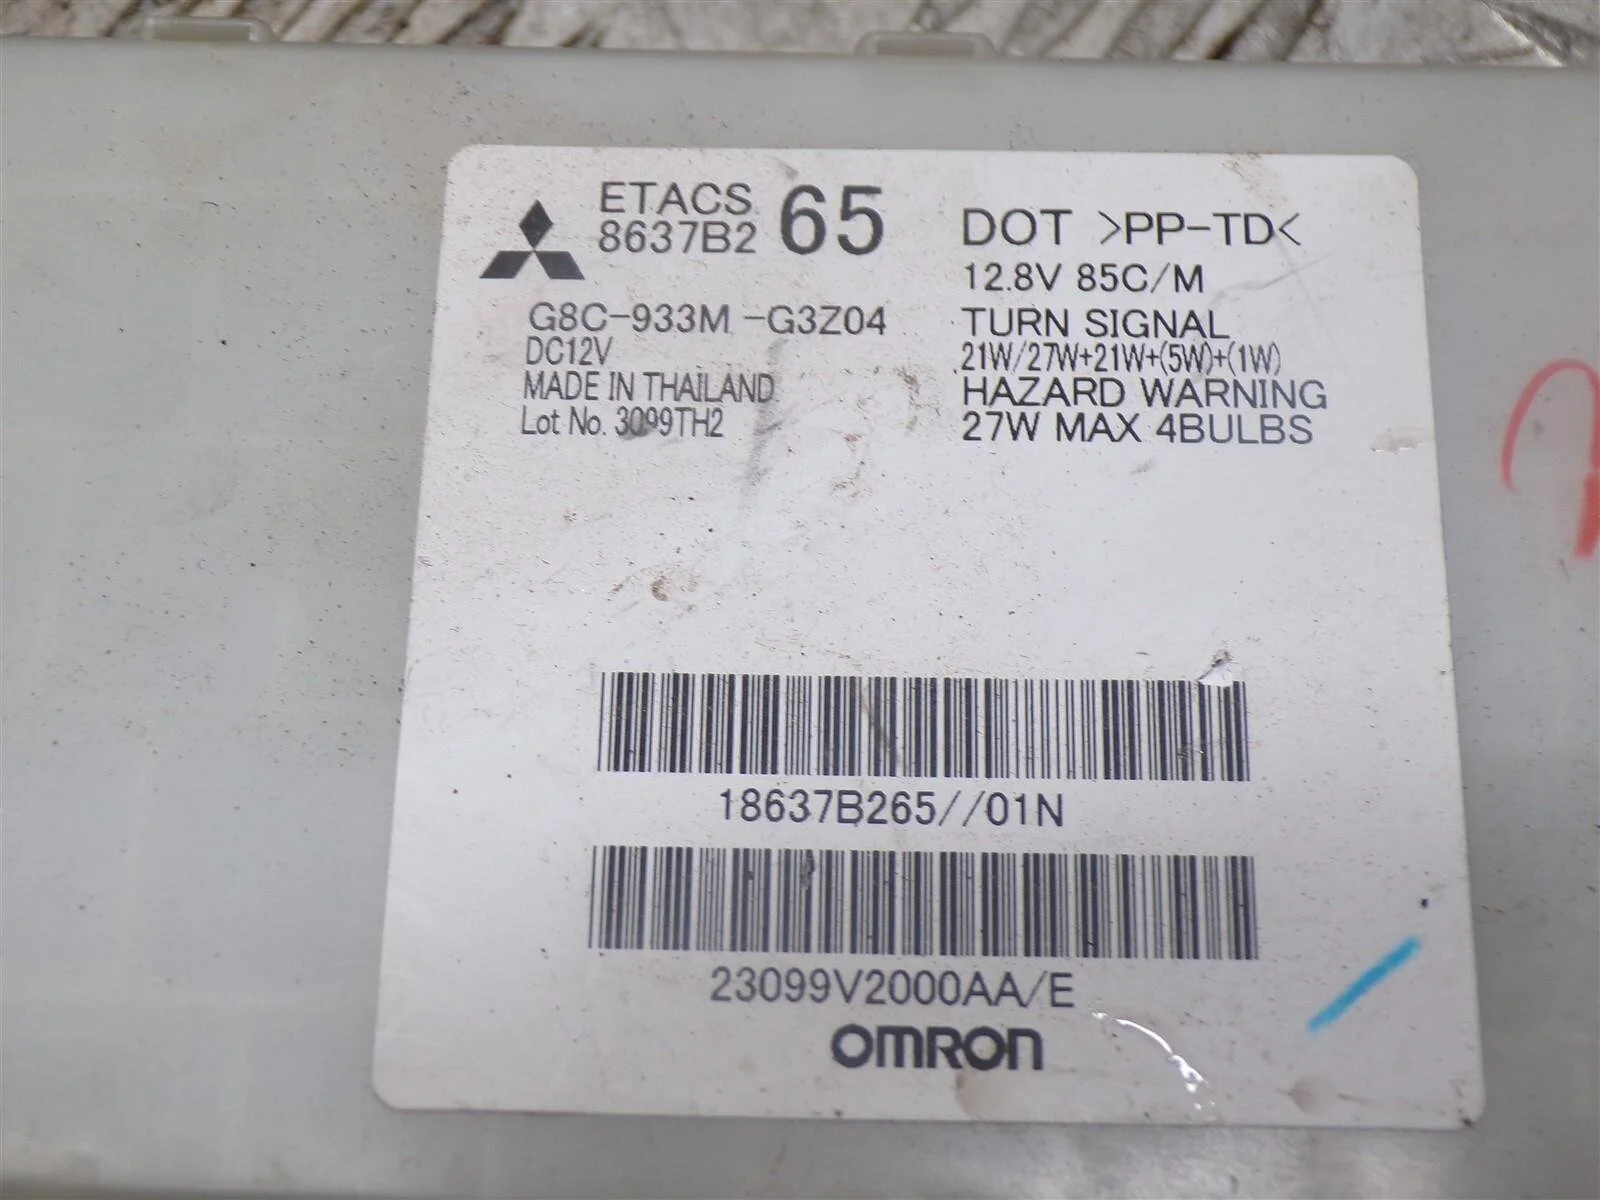 ETACS
8637B2 65
G8C-933M -G3Z04
DC12V
MADE IN THAILAND
Lot No. 3099TH2
DOT >PP-TD<
12.8V 85C/M
TURN SIGNAL
21W/27W+21W+(5W)+(1W)
HAZARD WARNING
27W MAX 4BULBS
18637B265//01N
23099V2000AA/E
OMRON